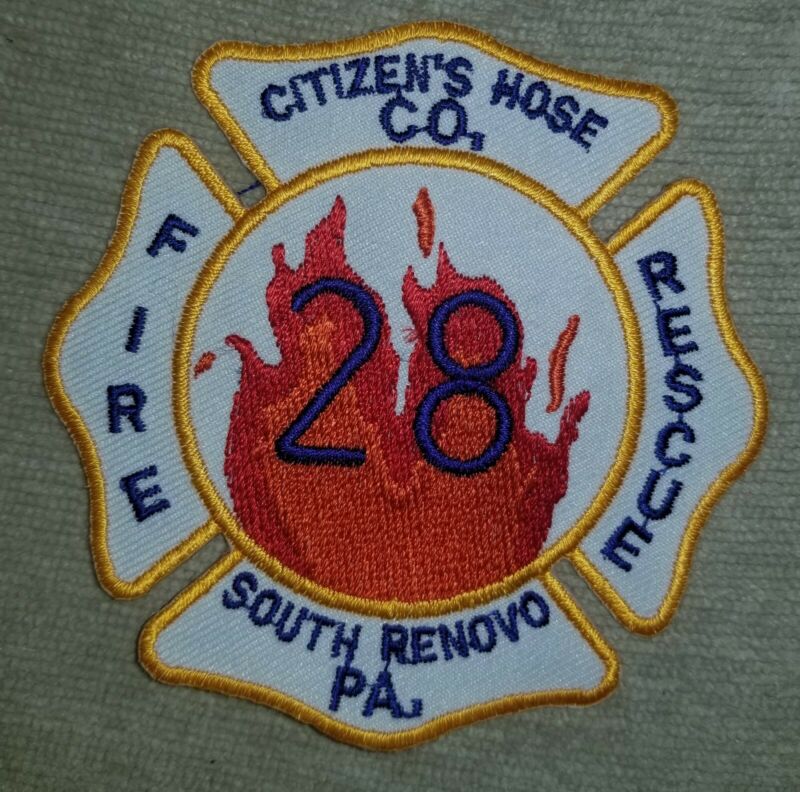 CITIZEN'S HOSE
CO.
FIRE
28
RESCUE
SOUTH RENOVO
PA.